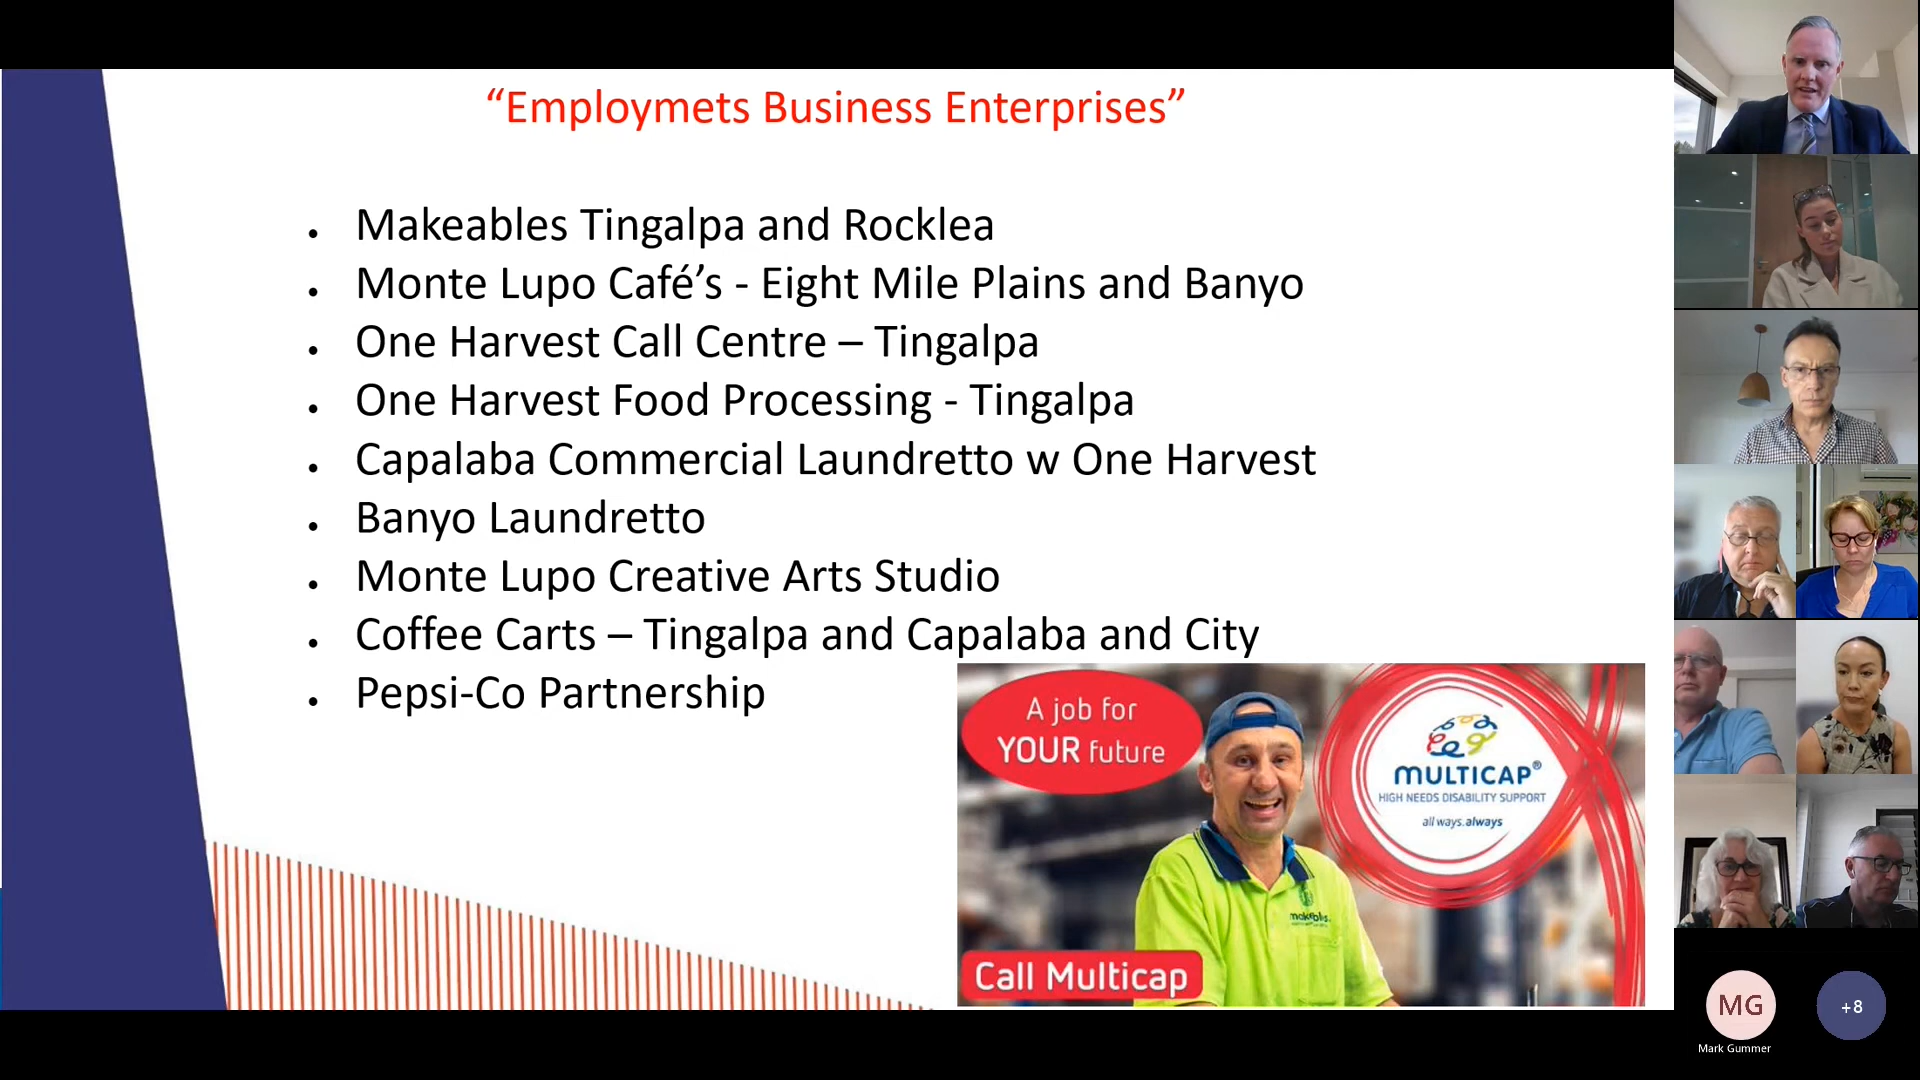 “Employmets Business Enterprises”
• Makeables Tingalpa and Rocklea
• Monte Lupo Café’s - Eight Mile Plains and Banyo
• One Harvest Call Centre – Tingalpa
• One Harvest Food Processing - Tingalpa
• Capalaba Commercial Laundretto w One Harvest
• Banyo Laundretto
• Monte Lupo Creative Arts Studio
• Coffee Carts – Tingalpa and Capalaba and City
• Pepsi-Co Partnership
A job for
YOUR future
MULTICAP®
HIGH NEEDS DISABILITY SUPPORT
all ways.always
makeables
Call Multicap
MG
+8
Mark Gummer